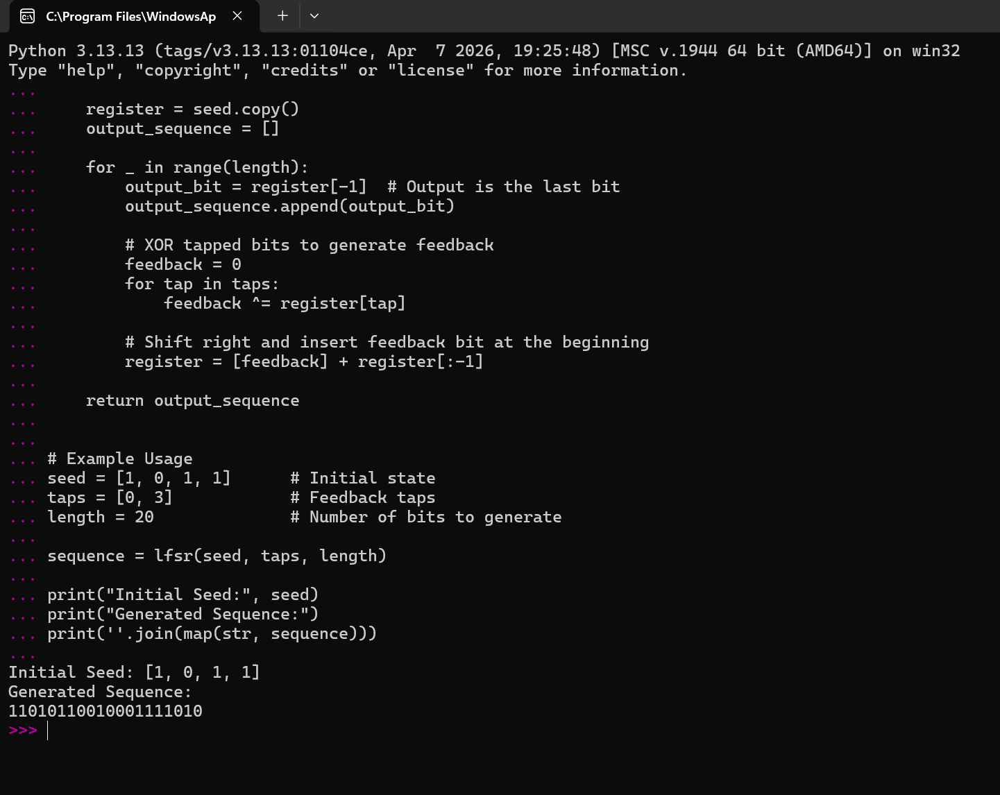 C:\Program Files\WindowsAp
Python 3.13.13 (tags/v3.13.13:01104ce, Apr  7 2026, 19:25:48) [MSC v.1944 64 bit (AMD64)] on win32
Type "help", "copyright", "credits" or "license" for more information.
...
...     register = seed.copy()
...     output_sequence = []
...
...     for _ in range(length):
...         output_bit = register[-1]  # Output is the last bit
...         output_sequence.append(output_bit)
...
...         # XOR tapped bits to generate feedback
...         feedback = 0
...         for tap in taps:
...             feedback ^= register[tap]
...
...         # Shift right and insert feedback bit at the beginning
...         register = [feedback] + register[:-1]
...
...     return output_sequence
...
...
... # Example Usage
... seed = [1, 0, 1, 1]      # Initial state
... taps = [0, 3]            # Feedback taps
... length = 20              # Number of bits to generate
...
... sequence = lfsr(seed, taps, length)
...
... print("Initial Seed:", seed)
... print("Generated Sequence:")
... print(''.join(map(str, sequence)))
...
Initial Seed: [1, 0, 1, 1]
Generated Sequence:
11010110010001111010
>>>